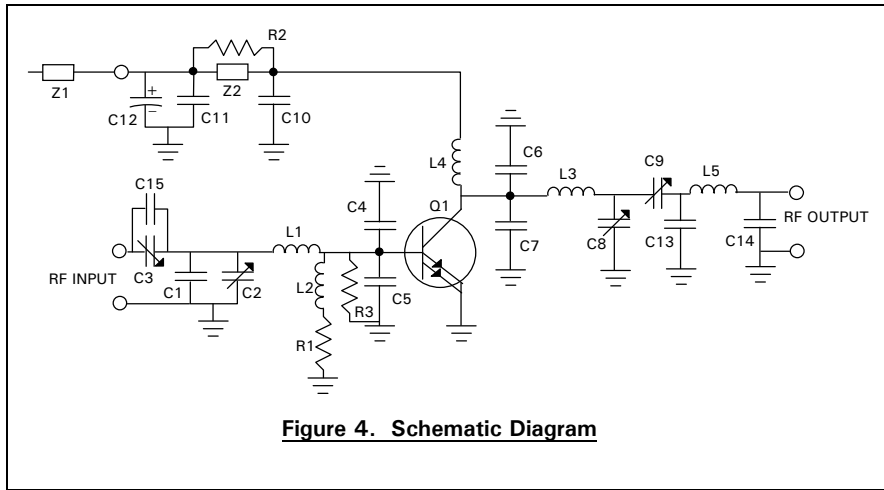 R2
Z1
Z2
C12
+
−
C11
C10
L4
C6
L3
C9
L5
C15
C4
Q1
L1
RF INPUT
C3
C1
C2
L2
R3
C5
C7
C8
C13
C14
RF OUTPUT
R1
Figure 4. Schematic Diagram